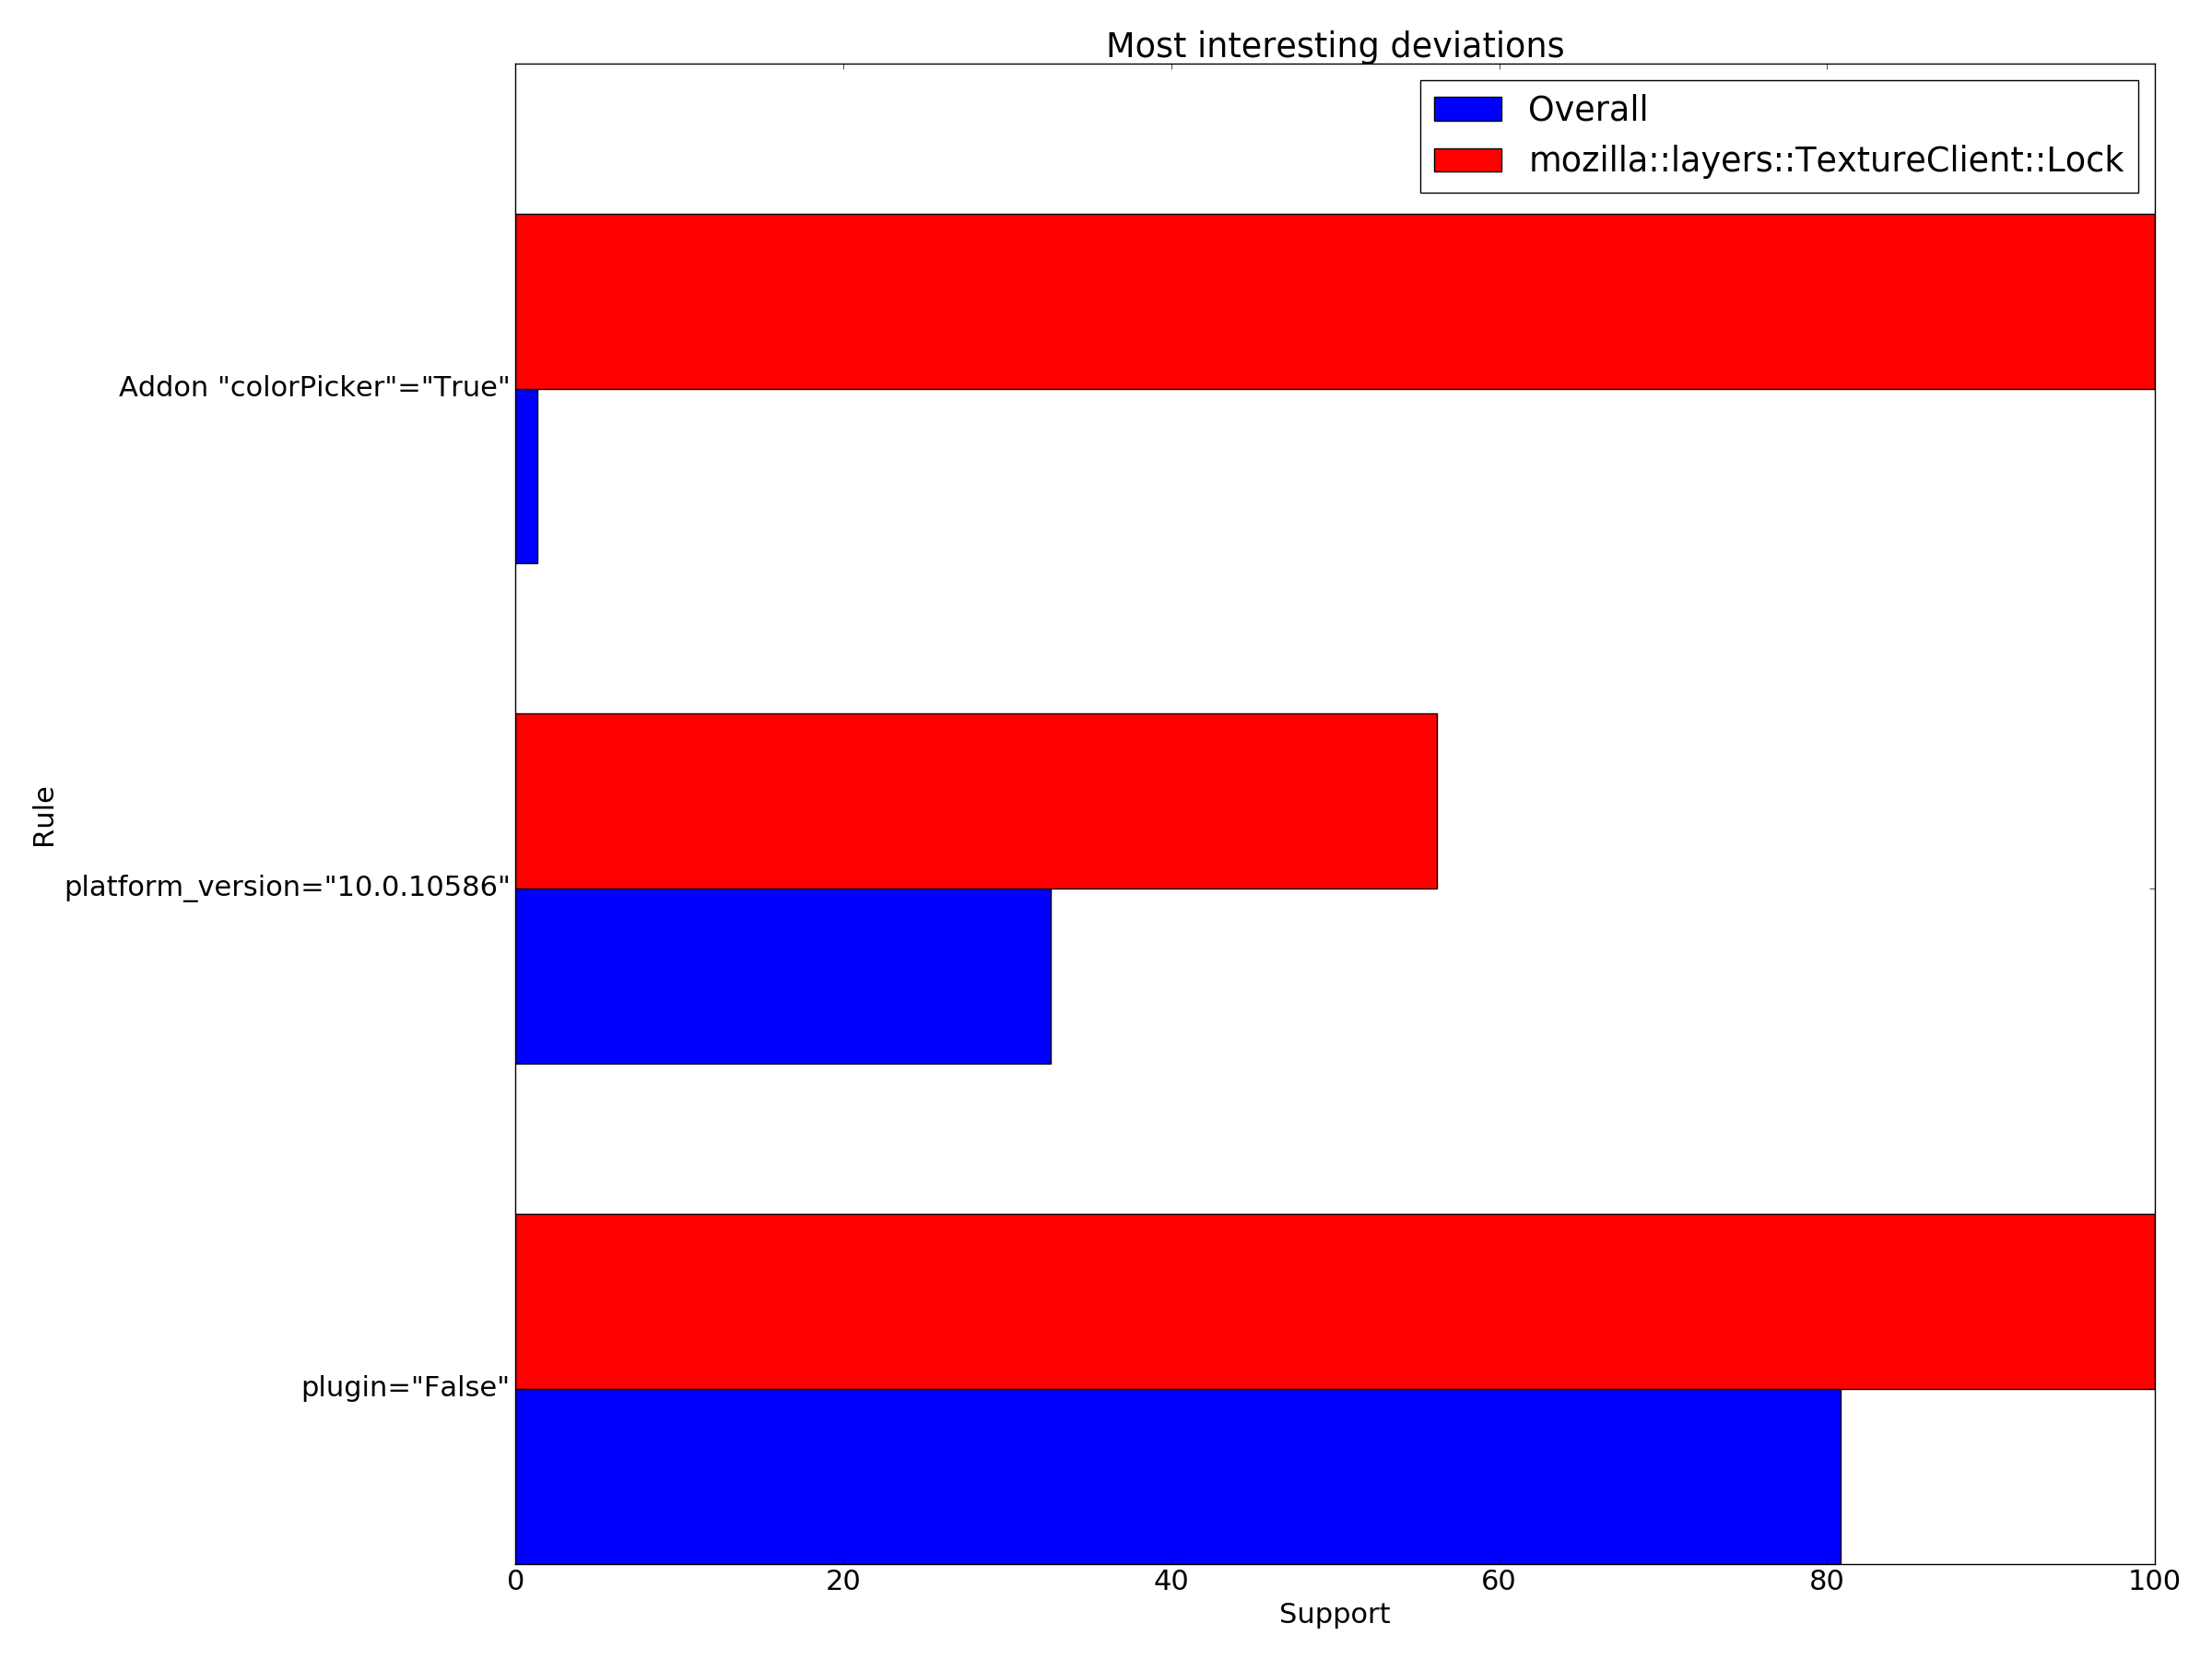 Most interesting deviations
Overall
mozilla::layers::TextureClient::Lock
Addon "colorPicker"="True"
Rule
platform_version="10.0.10586"
plugin="False"
0 20 40 60 80 100
Support